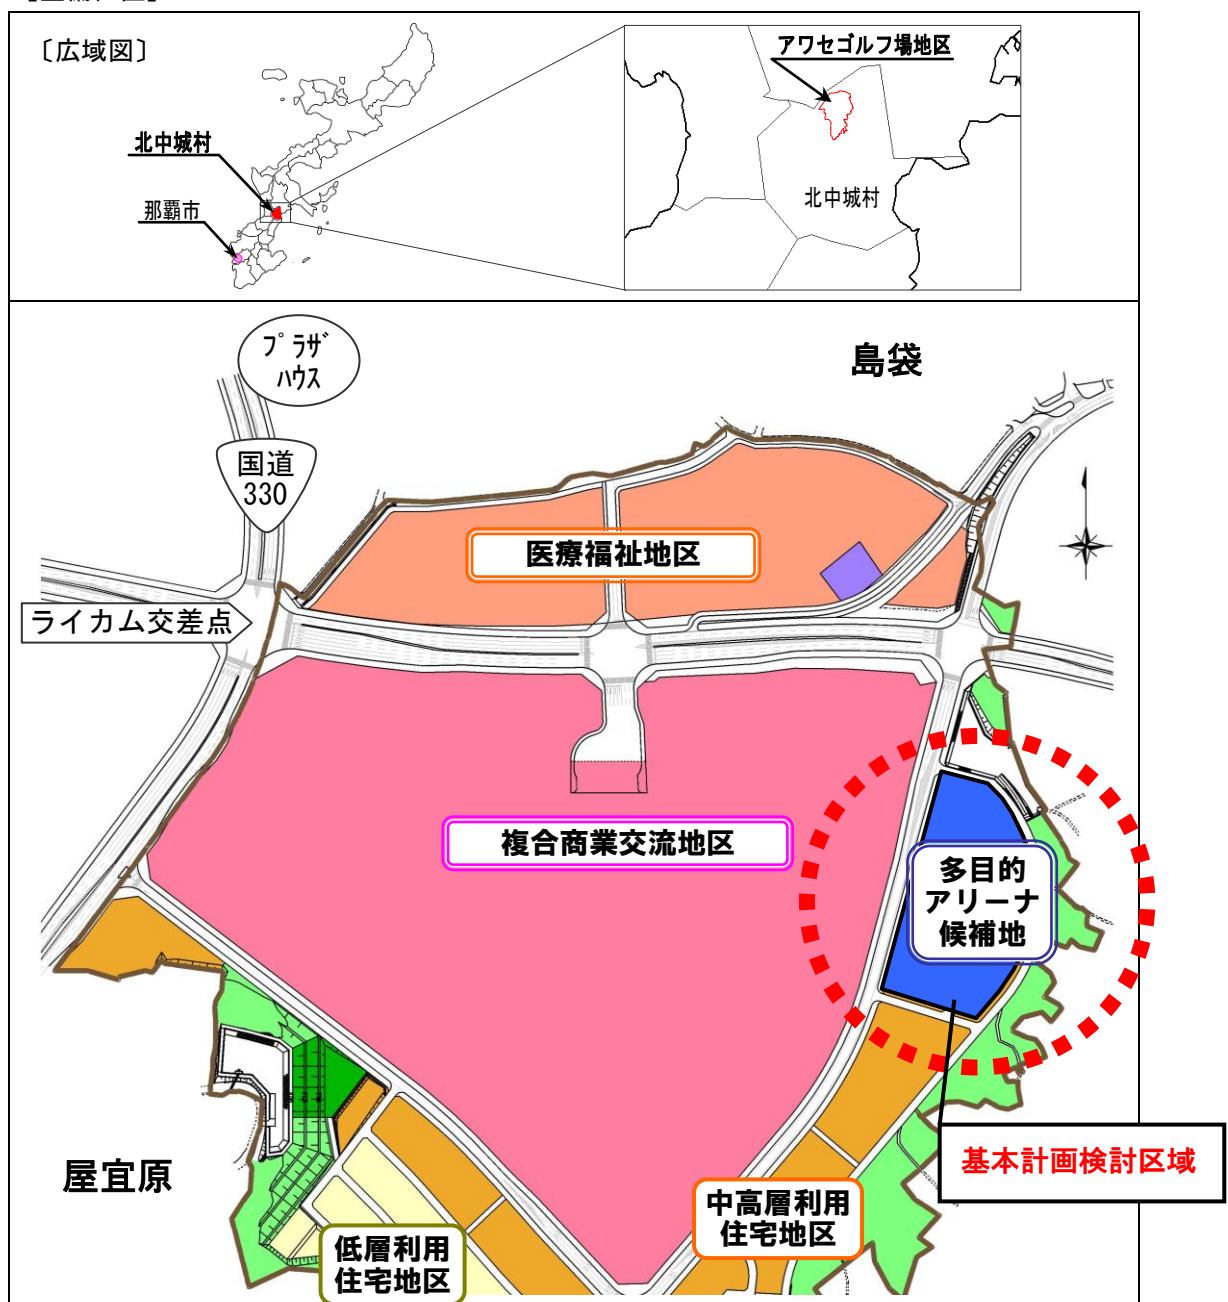 〔広域図〕
アワセゴルフ場地区
北中城村
那覇市
北中城村
プラザ
ハウス
島袋
国道
330
医療福祉地区
ライカム交差点
複合商業交流地区
多目的
アリーナ
候補地
基本計画検討区域
屋宜原
中高層利用
住宅地区
低層利用
住宅地区